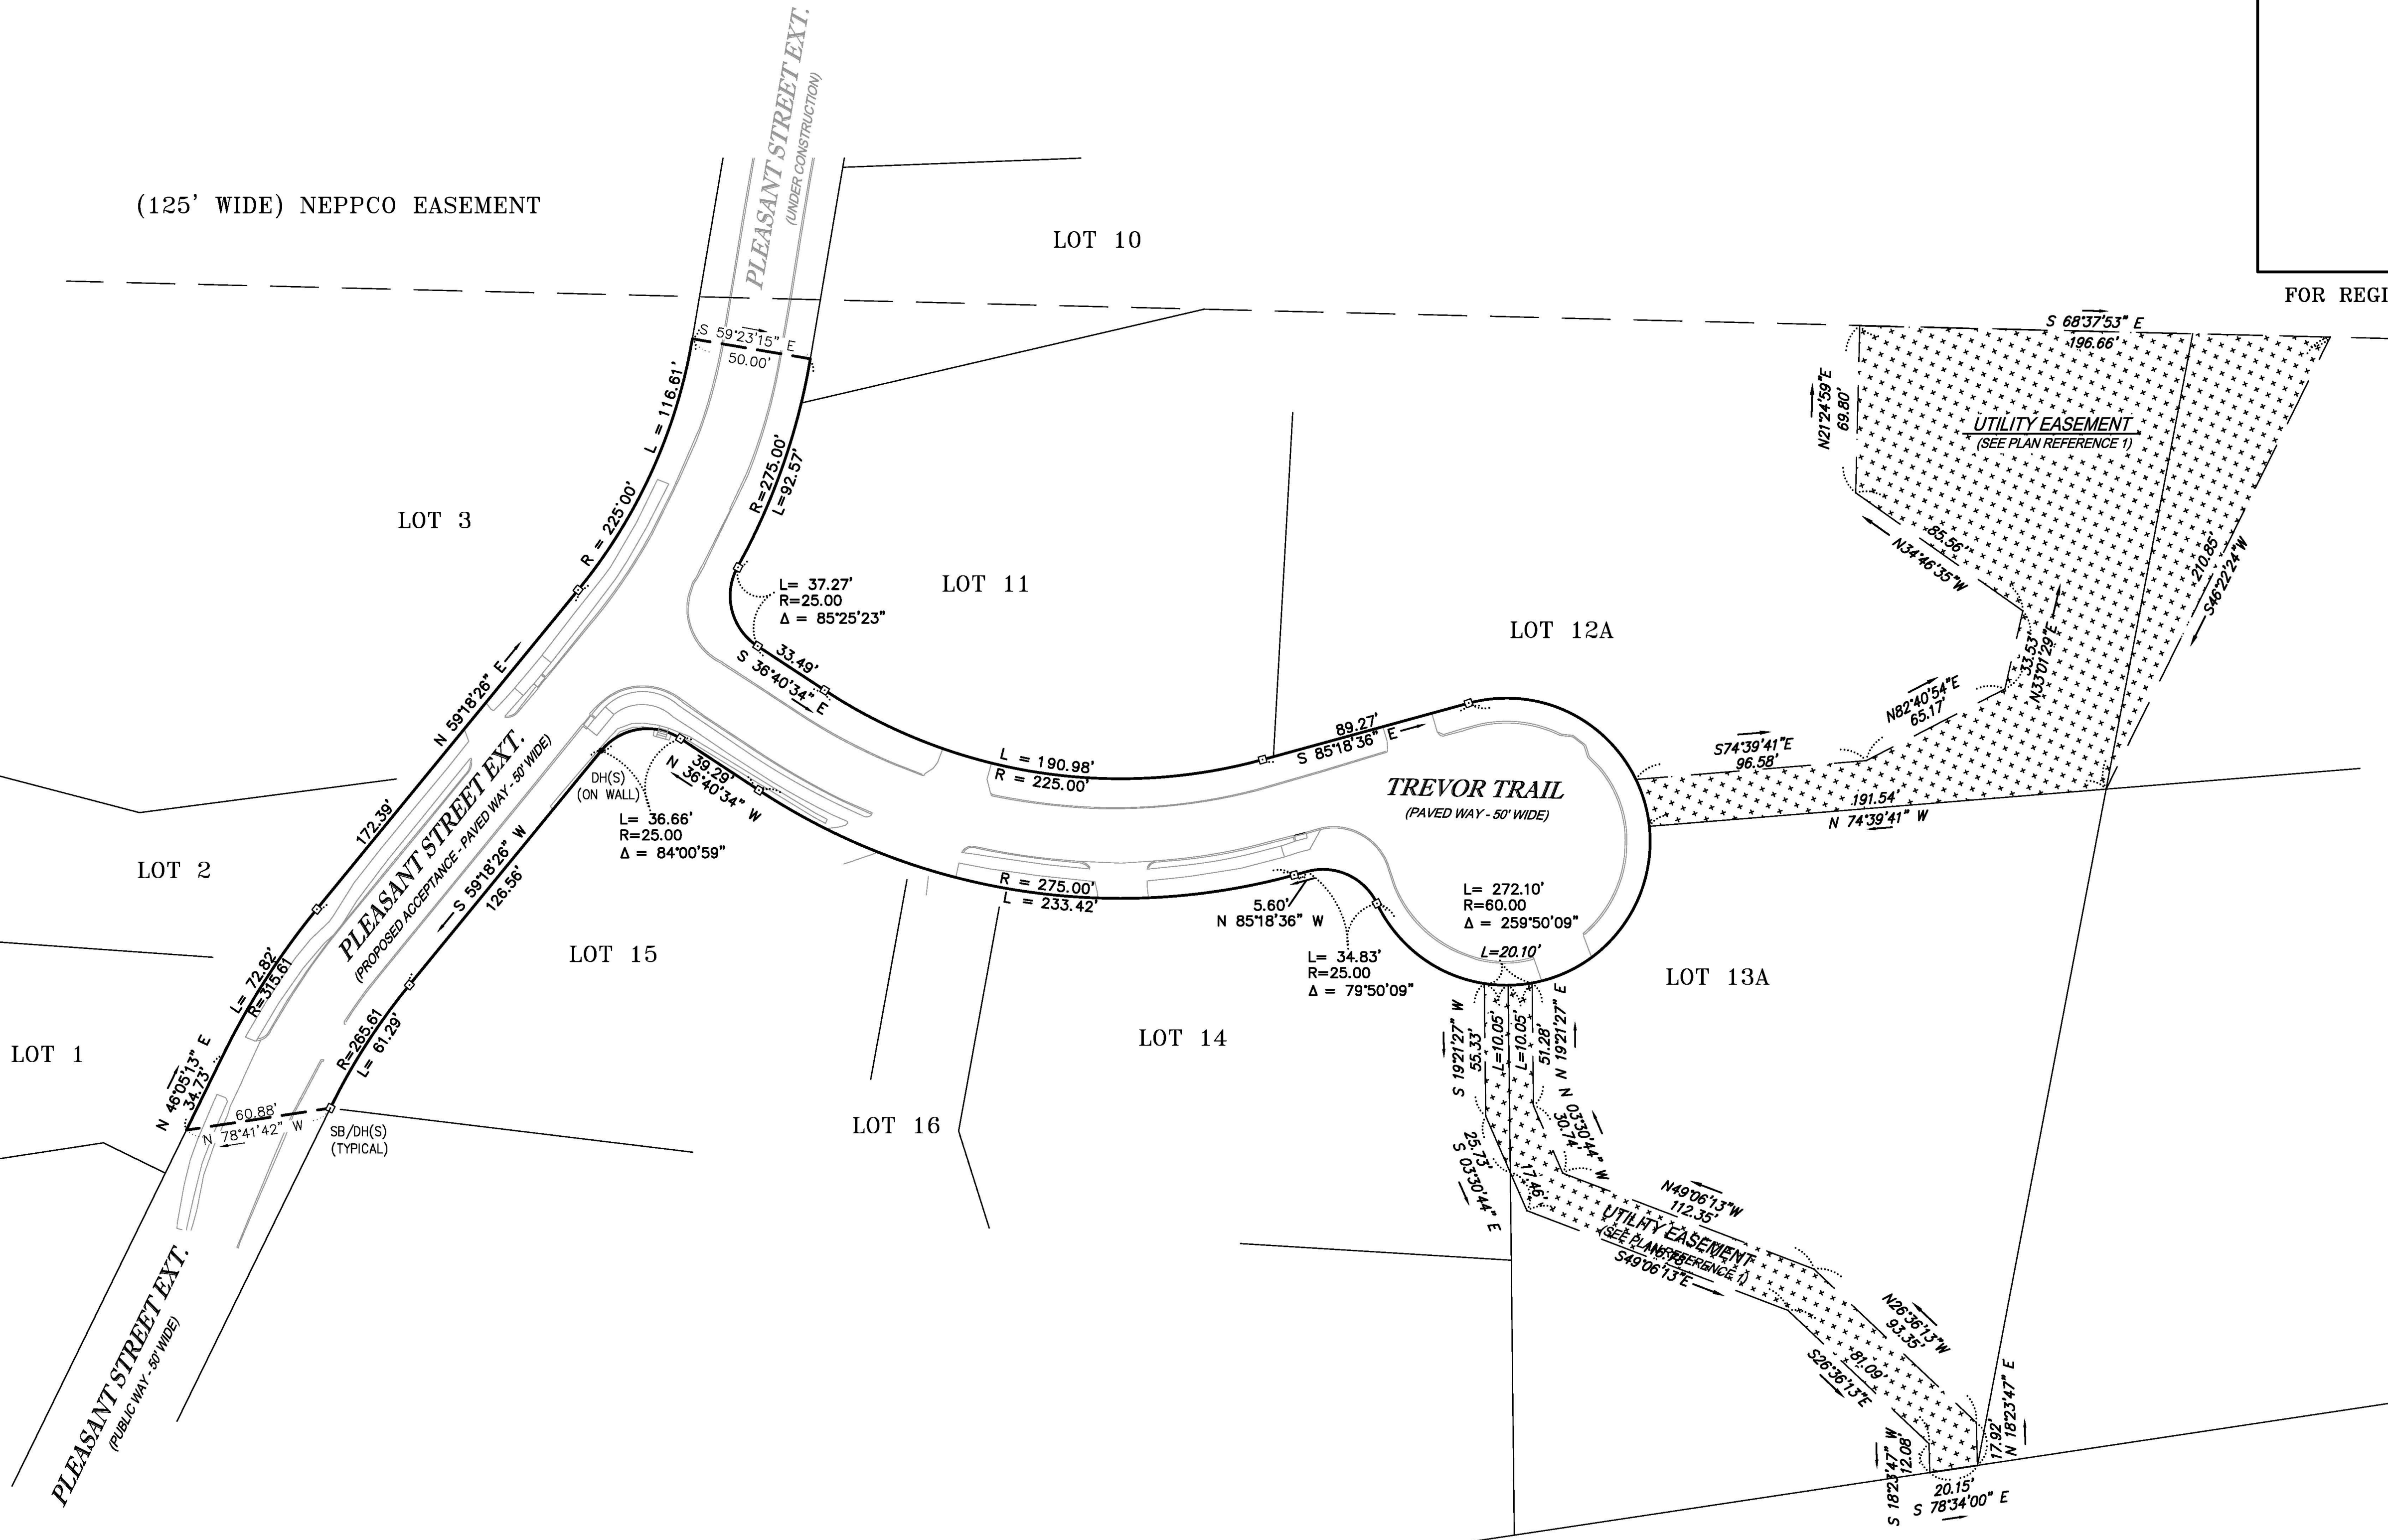 PLEASANT STREET EXT.
(UNDER CONSTRUCTION)
(125' WIDE) NEPPCO EASEMENT
LOT 10
FOR REGI
S 59°23'15" E
50.00'
S 68°37'53" E
196.66'
L = 116.61'
R = 225'00'
N21°24'59"E
69.80'
UTILITY EASEMENT
(SEE PLAN REFERENCE 1)
R=275.00'
L=92.57'
LOT 3
85.56'
N34°46'35"W
210.85'
S46°22'24"W
L= 37.27'
R=25.00
Δ = 85°25'23"
LOT 11
LOT 12A
33.53'
N33°01'29"E
33.49'
S 36°40'34" E
N 59°18'26" E
172.39'
N82°40'54"E
65.17'
S74°39'41"E
96.58'
89.27'
S 85°18'36" E
L = 190.98'
R = 225.00'
TREVOR TRAIL
(PAVED WAY - 50' WIDE)
191.54'
N 74°39'41" W
DH(S)
(ON WALL)
39.29'
N 36°40'34" W
L= 36.66'
R=25.00
Δ = 84°00'59"
PLEASANT STREET EXT.
(PROPOSED ACCEPTANCE - PAVED WAY - 50' WIDE)
S 59°18'26" W
126.56'
LOT 2
R = 275.00'
L = 233.42'
5.60'
N 85°18'36" W
L= 272.10'
R=60.00
Δ = 259°50'09"
L=20.10'
L= 34.83'
R=25.00
Δ = 79°50'09"
LOT 15
LOT 13A
L= 72.82'
R=315.61
R=265.61
L= 61.29'
LOT 1
LOT 14
N 46°05'13" E
34.73'
60.88'
N 78°41'42" W
SB/DH(S)
(TYPICAL)
LOT 16
S 19°21'27" W
55.33'
L=10.05'
L=10.05'
51.28'
N 19°21'27" E
N 03°30'44" W
30.74'
25.73'
S 03°30'44" E
17.46'
N49°06'13"W
112.35'
UTILITY EASEMENT
(SEE PLAN REFERENCE 1)
S49°06'13"E
N26°36'13"W
93.35'
81.09'
S26°36'13"E
17.92'
N 18°23'47" E
S 18°23'47" W
12.08'
20.15'
S 78°34'00" E
PLEASANT STREET EXT.
(PUBLIC WAY - 50' WIDE)